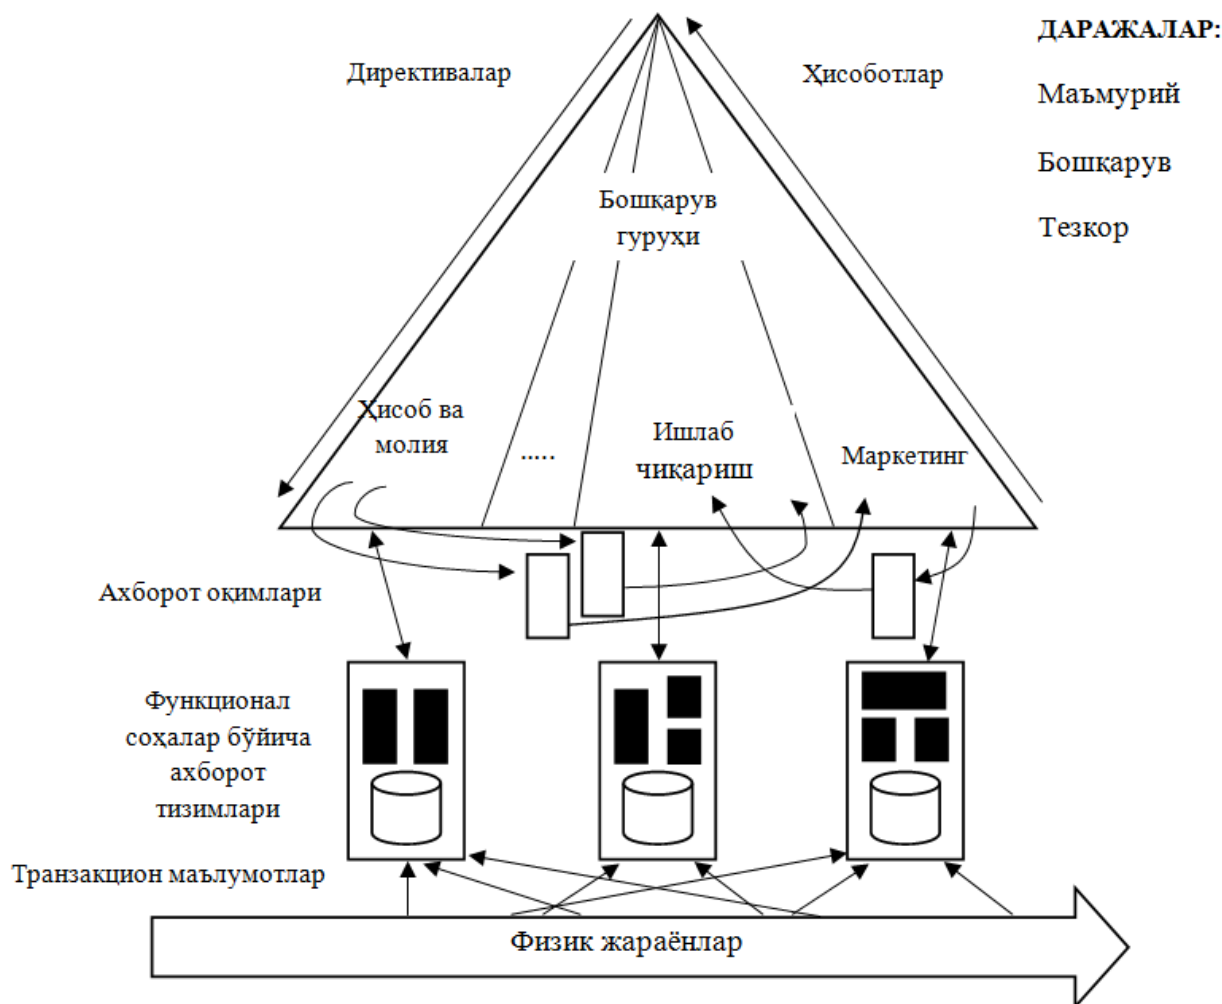 ДАРАЖАЛАР:
Директивалар
Ҳисоботлар
Маъмурий
Бошқарув
Тезкор
Бошқарув
гуруҳи
Ҳисоб ва
молия
.....
Ишлаб
чиқариш
Маркетинг
Ахборот оқимлари
Функционал
соҳалар бўйича
ахборот
тизимлари
Транзакцион маълумотлар
Физик жараёнлар